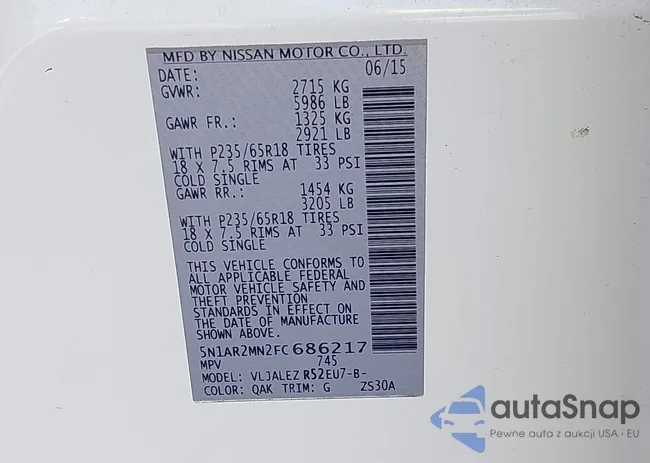 MFD BY NISSAN MOTOR CO., LTD.
DATE: 06/15
GVWR: 2715 KG
5986 LB
GAWR FR.: 1325 KG
2921 LB
WITH P235/65R18 TIRES
18 X 7.5 RIMS AT 33 PSI
COLD SINGLE
GAWR RR.: 1454 KG
3205 LB
WITH P235/65R18 TIRES
18 X 7.5 RIMS AT 33 PSI
COLD SINGLE
THIS VEHICLE CONFORMS TO
ALL APPLICABLE FEDERAL
MOTOR VEHICLE SAFETY AND
THEFT PREVENTION
STANDARDS IN EFFECT ON
THE DATE OF MANUFACTURE
SHOWN ABOVE.
5N1AR2MN2FC686217
MPV 745
MODEL: VLJALEZ R52EU7-B-
COLOR: QAK TRIM: G ZS30A
autaSnap
Pewne auta z aukcji USA i EU